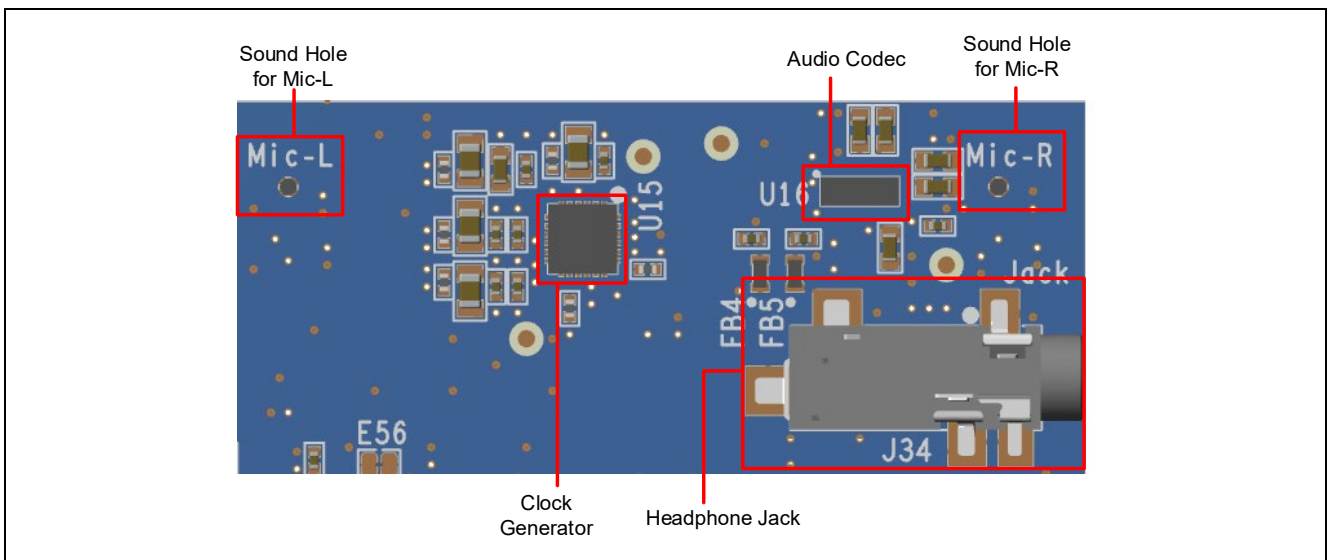 Sound Hole
for Mic-L
Audio Codec
Sound Hole
for Mic-R
Mic-L
Mic-R
U15
U16
Jack
FB4
FB5
E56
J34
Clock
Generator
Headphone Jack